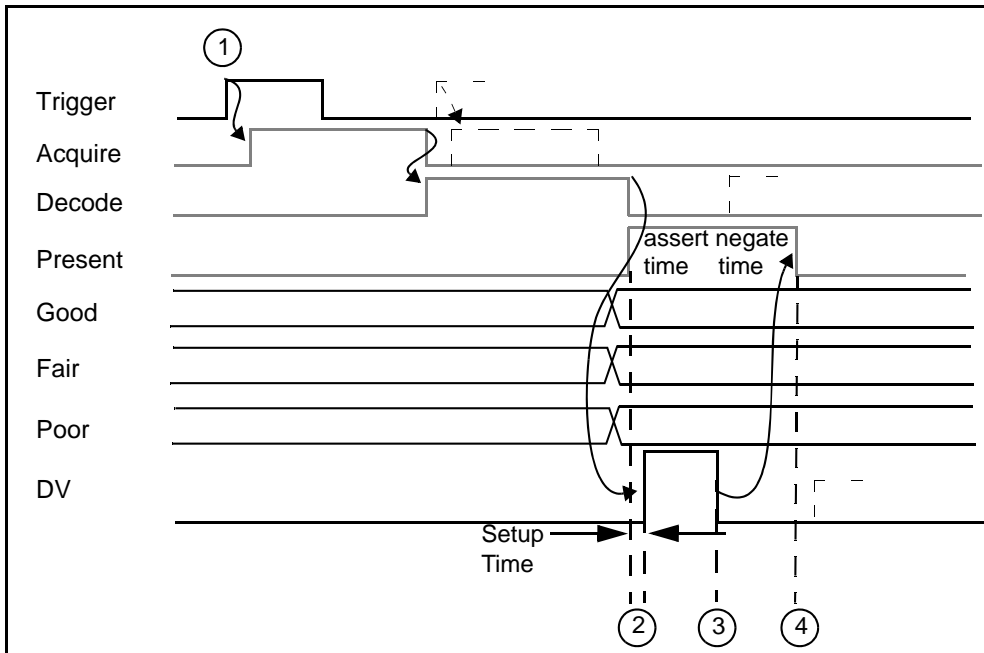 1
Trigger
Acquire
Decode
Present
assert negate
time time
Good
Fair
Poor
DV
Setup
Time
2
3
4